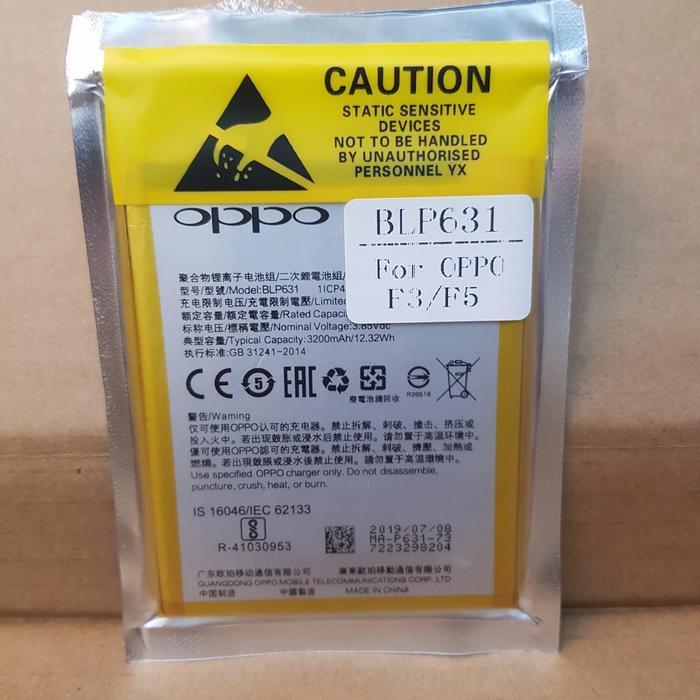 CAUTION
STATIC SENSITIVE
DEVICES
NOT TO BE HANDLED
BY UNAUTHORISED
PERSONNEL YX
oppo
BLP631
For OPPO
F3/F5
聚合物锂离子电池组/二次鋰電池組/
型号/型號/Model:BLP631 1ICP4
充电限制电压/充電限制電壓/Limited
额定容量/額定電容量/Rated Capaci
标称电压/標稱電壓/Nominal Voltage:3.85Vdc
典型容量/Typical Capacity:3200mAh/12.32Wh
执行标准:GB 31241-2014
CE 5 EAC
廢電池請回收
R39518
警告/Warning
仅可使用OPPO认可的充电器。禁止拆解、刺破、撞击、挤压或
投入火中。若出现鼓胀或浸水后禁止使用。请勿置于高温环境中。
僅可使用OPPO認可的充電器。禁止拆解、刺破、擠壓、加熱或
燃燒。若出現鼓脹或浸水後禁止使用。請勿置于高温環境中。
Use specified OPPO charger only. Do not disassemble,
puncture, crush, heat, or burn.
IS 16046/IEC 62133
R-41030953
2019/07/08
MA-P631-73
7223298204
广东欧珀移动通信有限公司 廣東歐珀移動通信有限公司
GUANGDONG OPPO MOBILE TELECOMMUNICATIONS CORP.,LTD
中国制造 中國製造 MADE IN CHINA